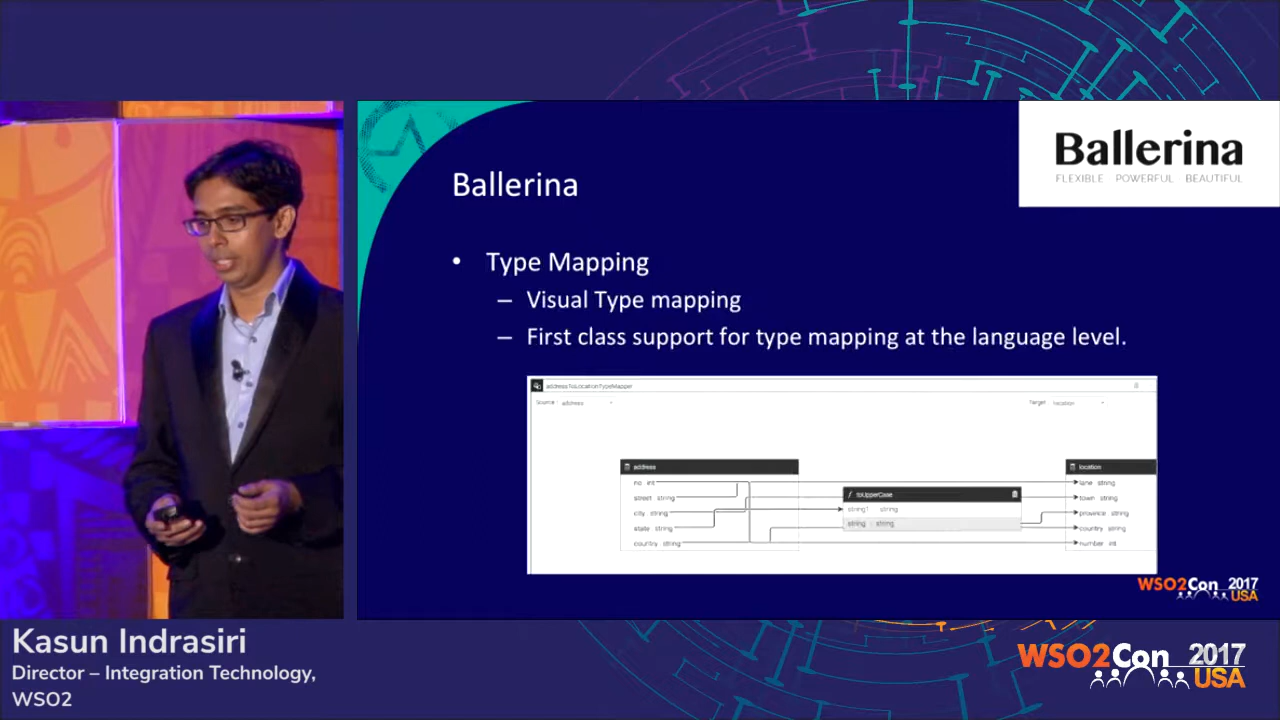 Ballerina
FLEXIBLE POWERFUL BEAUTIFUL
Ballerina
• Type Mapping
– Visual Type mapping
– First class support for type mapping at the language level.
addressToLocationTypeMapper
Source : address
Target : location
address
no int
street string
city string
state string
country string
toUpperCase
string1 string
string : string
location
lane string
town string
province string
country string
number int
WSO2Con 2017
USA
Kasun Indrasiri
Director – Integration Technology,
WSO2
WSO2Con 2017
USA